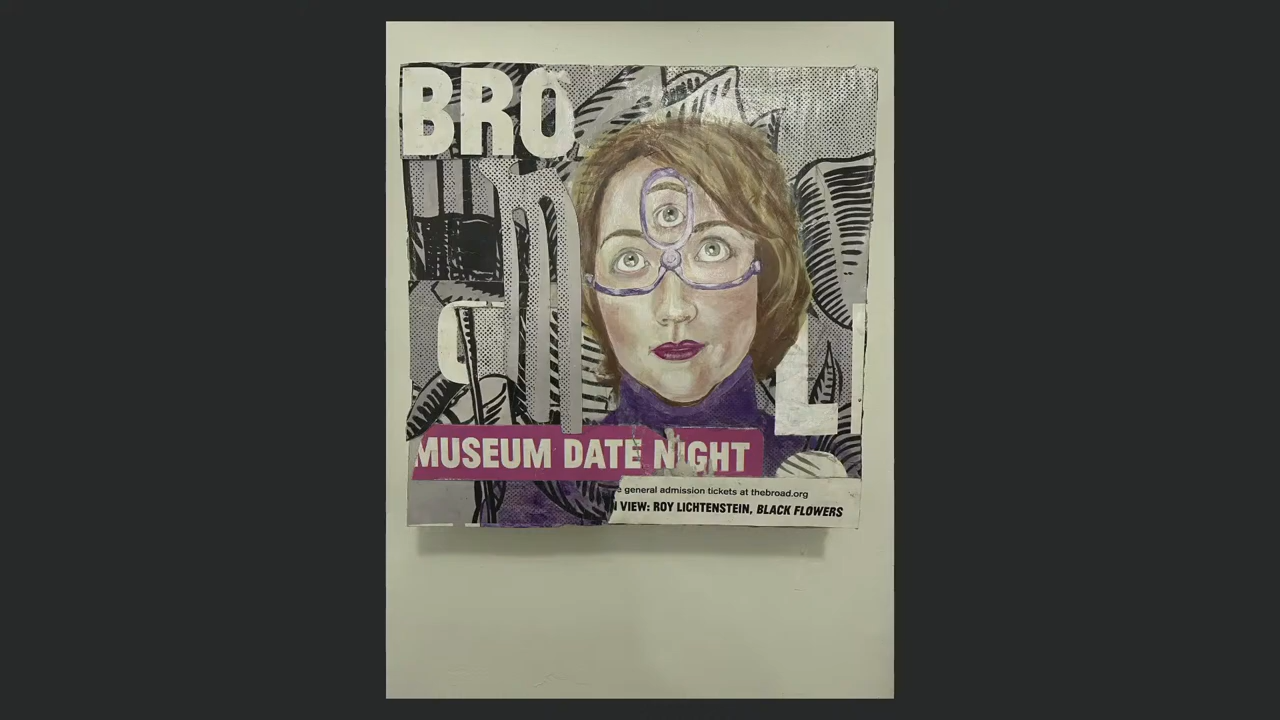 BRO
L
MUSEUM DATE NIGHT
general admission tickets at thebroad.org
VIEW: ROY LICHTENSTEIN, BLACK FLOWERS